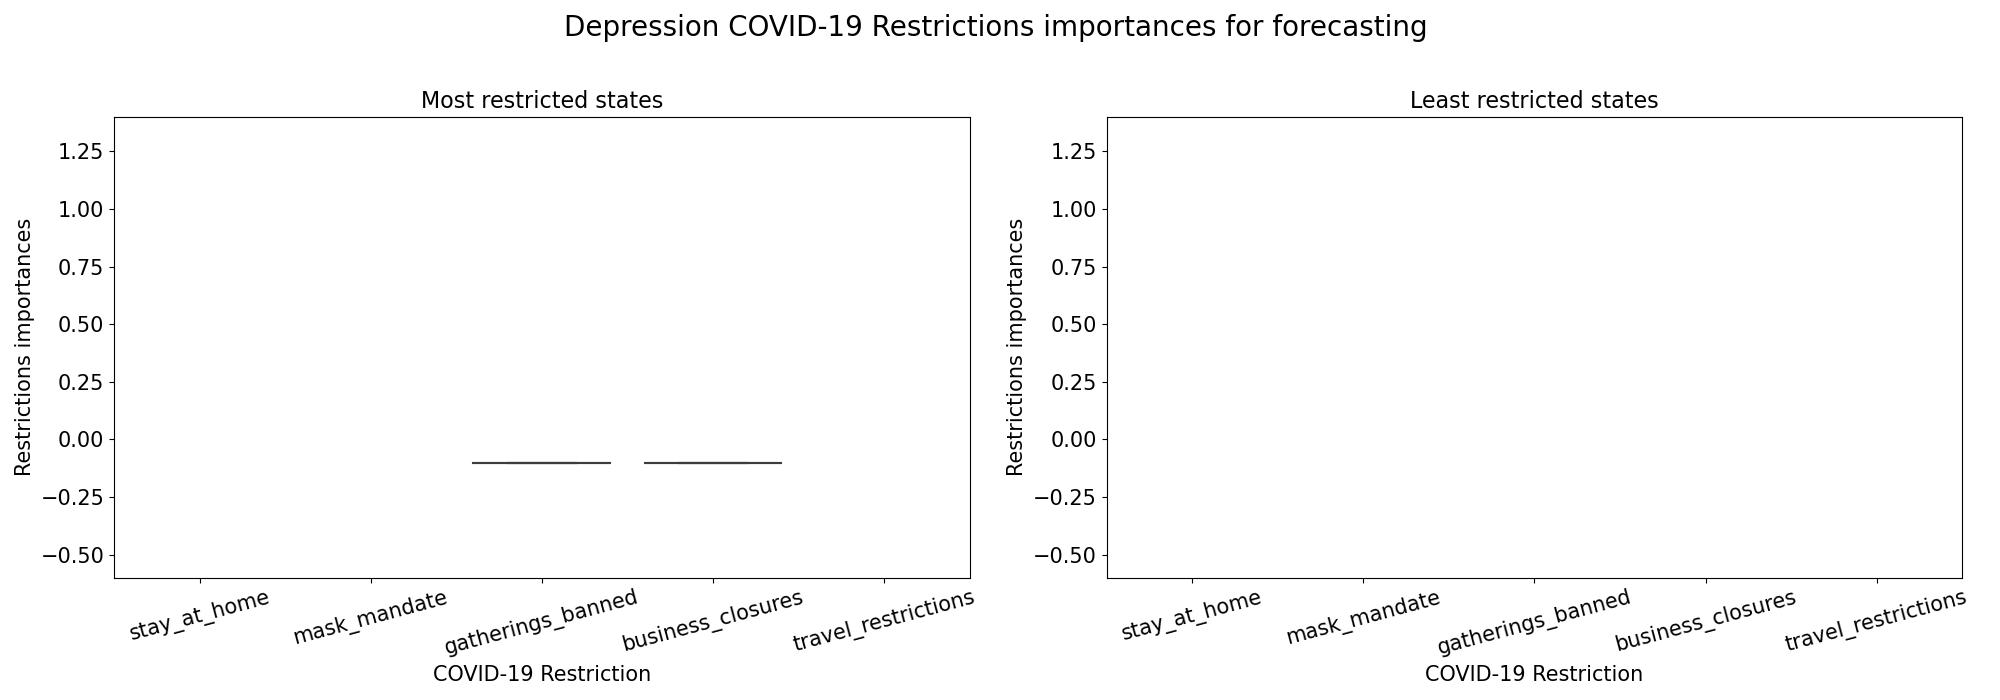 Depression COVID-19 Restrictions importances for forecasting
Most restricted states
Restrictions importances
1.25
1.00
0.75
0.50
0.25
0.00
−0.25
−0.50
stay_at_home
mask_mandate
gatherings_banned
business_closures
travel_restrictions
COVID-19 Restriction
Least restricted states
Restrictions importances
1.25
1.00
0.75
0.50
0.25
0.00
−0.25
−0.50
stay_at_home
mask_mandate
gatherings_banned
business_closures
travel_restrictions
COVID-19 Restriction